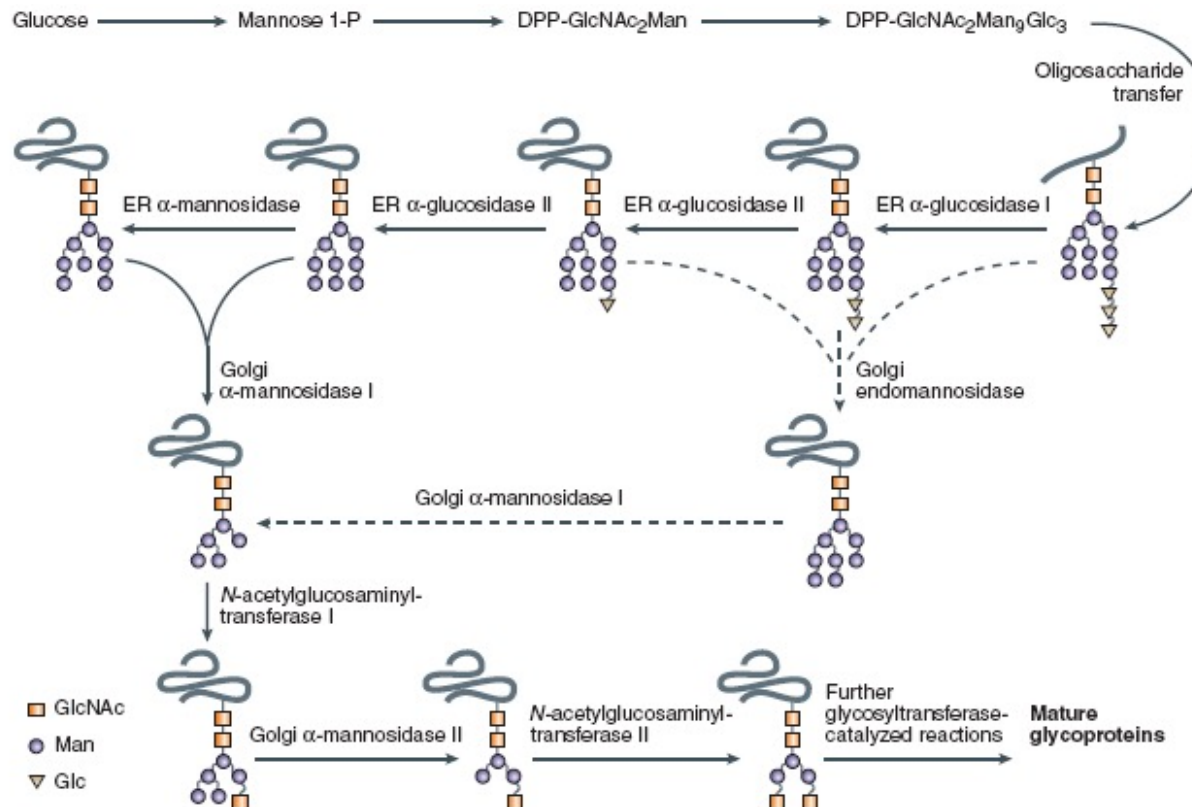 Glucose
Mannose 1-P
DPP-GlcNAc₂Man
DPP-GlcNAc₂Man₉Glc₃
Oligosaccharide
transfer
ER α-mannosidase
ER α-glucosidase II
ER α-glucosidase II
ER α-glucosidase I
Golgi
α-mannosidase I
Golgi
endomannosidase
Golgi α-mannosidase I
N-acetylglucosaminyl-
transferase I
GlcNAc
Man
Glc
Golgi α-mannosidase II
N-acetylglucosaminyl-
transferase II
Further
glycosyltransferase-
catalyzed reactions
Mature
glycoproteins